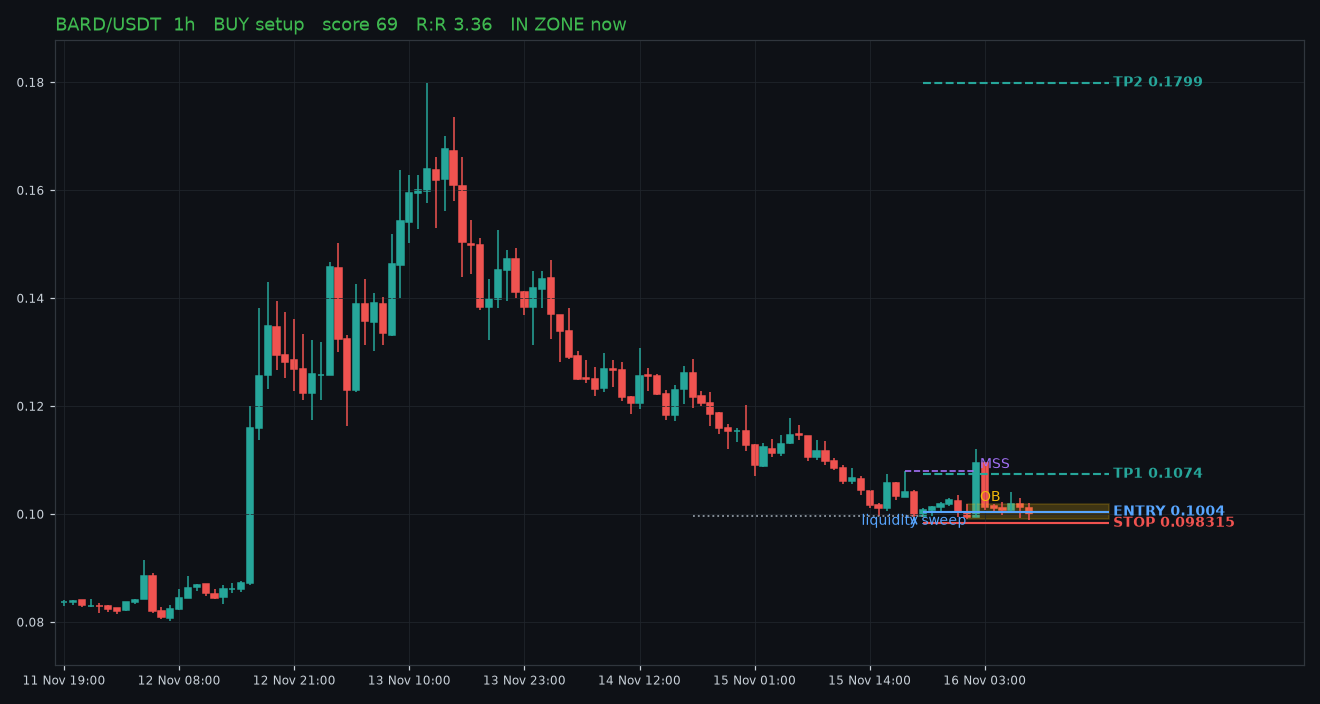 BARD/USDT 1h BUY setup score 69 R:R 3.36 IN ZONE now
0.18
0.16
0.14
0.12
0.10
0.08
TP2 0.1799
MSS
TP1 0.1074
OB
ENTRY 0.1004
liquidity sweep
STOP 0.098315
11 Nov 19:00
12 Nov 08:00
12 Nov 21:00
13 Nov 10:00
13 Nov 23:00
14 Nov 12:00
15 Nov 01:00
15 Nov 14:00
16 Nov 03:00